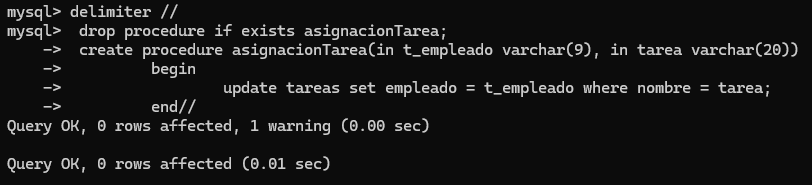 mysql> delimiter //
mysql>  drop procedure if exists asignacionTarea;
    ->  create procedure asignacionTarea(in t_empleado varchar(9), in tarea varchar(20))
    ->          begin
    ->                  update tareas set empleado = t_empleado where nombre = tarea;
    ->          end//
Query OK, 0 rows affected, 1 warning (0.00 sec)

Query OK, 0 rows affected (0.01 sec)